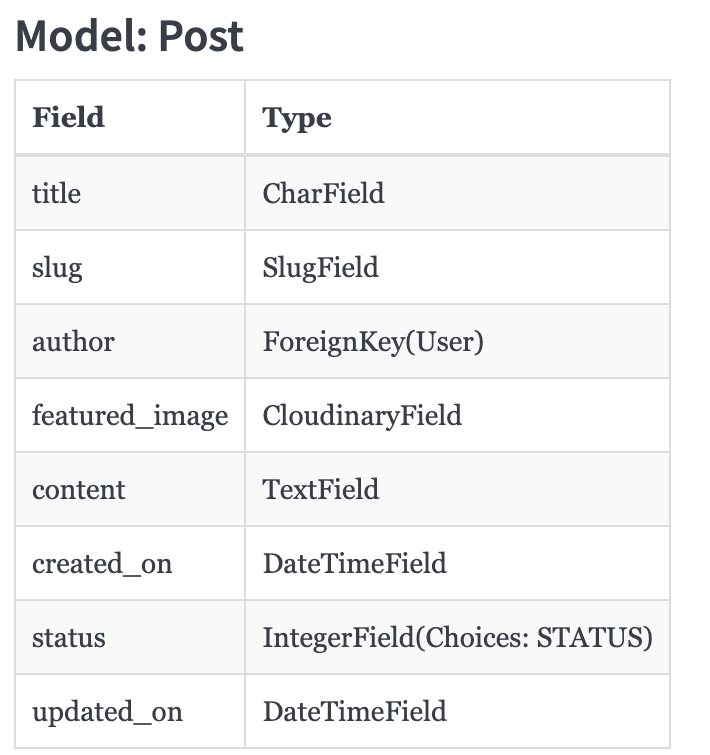 Model: Post
Field Type
title CharField
slug SlugField
author ForeignKey(User)
featured_image CloudinaryField
content TextField
created_on DateTimeField
status IntegerField(Choices: STATUS)
updated_on DateTimeField